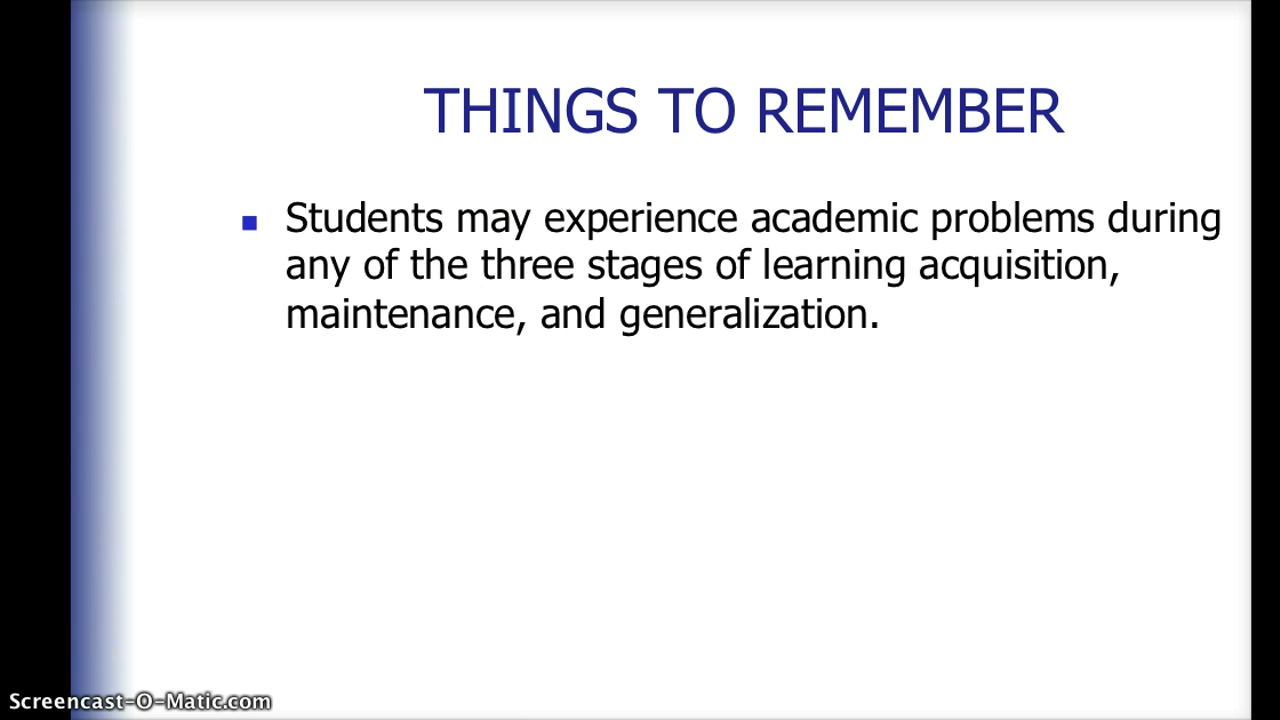 THINGS TO REMEMBER
Students may experience academic problems during
any of the three stages of learning acquisition,
maintenance, and generalization.
Screencast-O-Matic.com